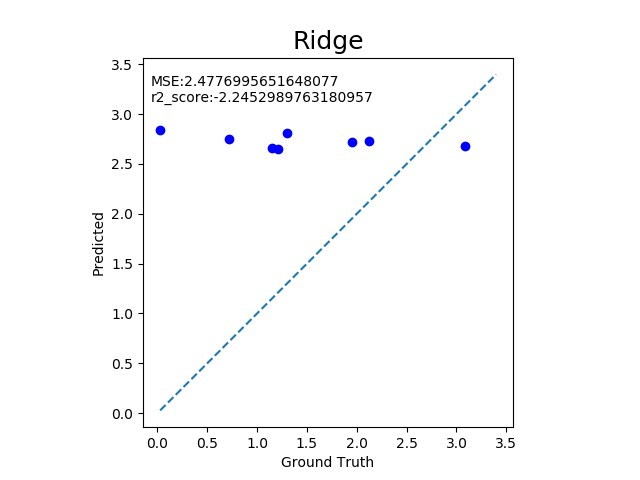 Ridge
MSE:2.4776995651648077
r2_score:-2.2452989763180957
3.5
3.0
2.5
2.0
1.5
1.0
0.5
0.0
Predicted
0.0 0.5 1.0 1.5 2.0 2.5 3.0 3.5
Ground Truth